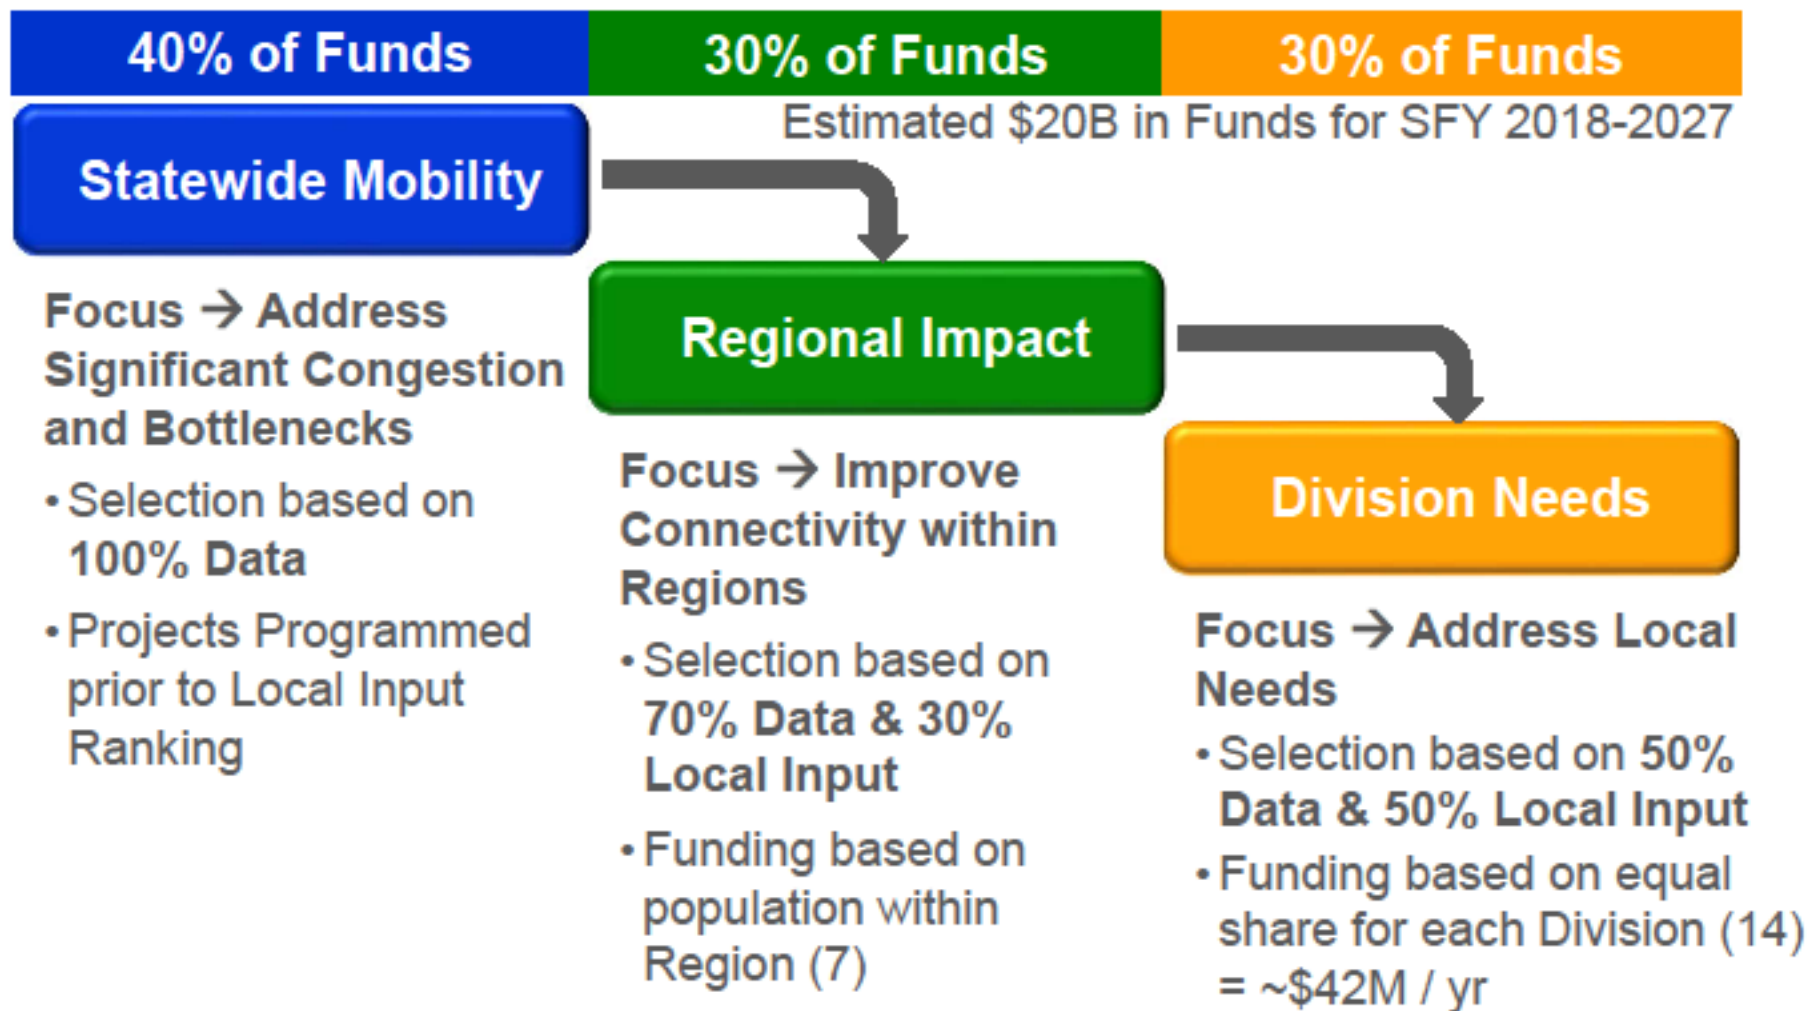 40% of Funds
30% of Funds
30% of Funds
Estimated $20B in Funds for SFY 2018-2027
Statewide Mobility
Focus → Address
Significant Congestion
and Bottlenecks
• Selection based on
100% Data
• Projects Programmed
prior to Local Input
Ranking
Regional Impact
Focus → Improve
Connectivity within
Regions
• Selection based on
70% Data & 30%
Local Input
• Funding based on
population within
Region (7)
Division Needs
Focus → Address Local
Needs
• Selection based on 50%
Data & 50% Local Input
• Funding based on equal
share for each Division (14)
= ~$42M / yr